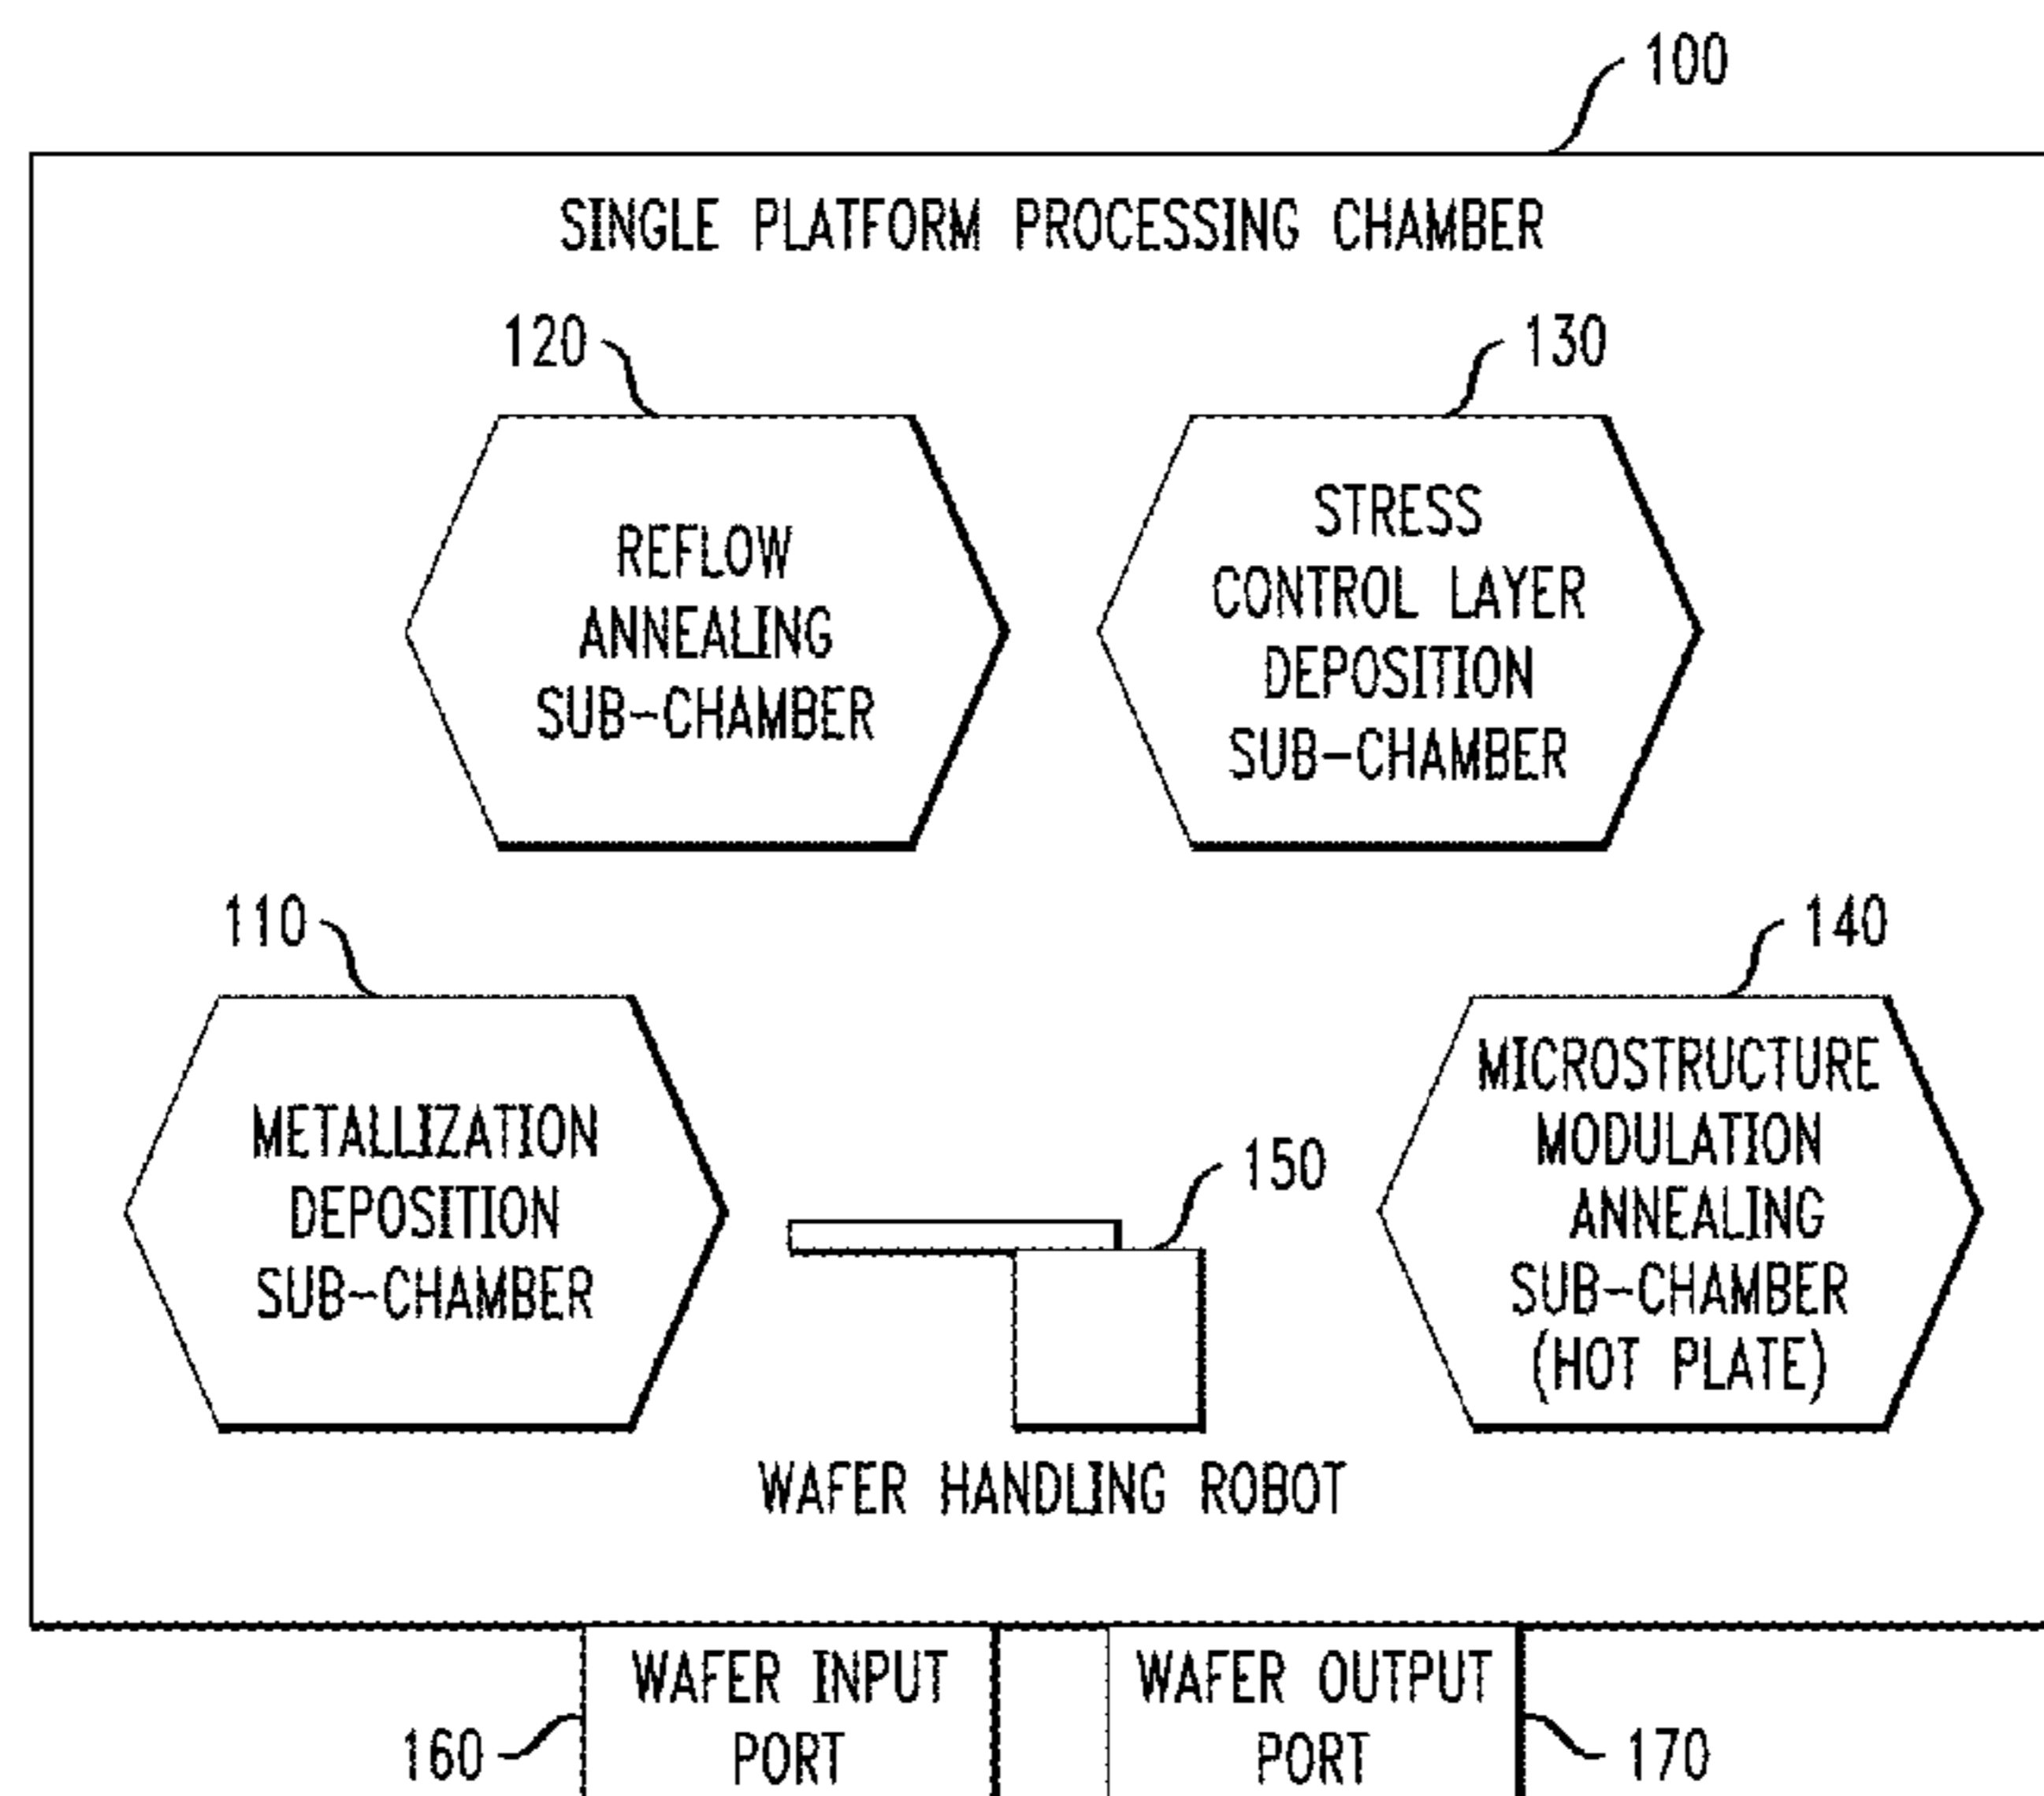 100
SINGLE PLATFORM PROCESSING CHAMBER
120
130
REFLOW
ANNEALING
SUB-CHAMBER
STRESS
CONTROL LAYER
DEPOSITION
SUB-CHAMBER
110
140
METALLIZATION
DEPOSITION
SUB-CHAMBER
150
MICROSTRUCTURE
MODULATION
ANNEALING
SUB-CHAMBER
(HOT PLATE)
WAFER HANDLING ROBOT
WAFER INPUT
PORT
160
WAFER OUTPUT
PORT
170